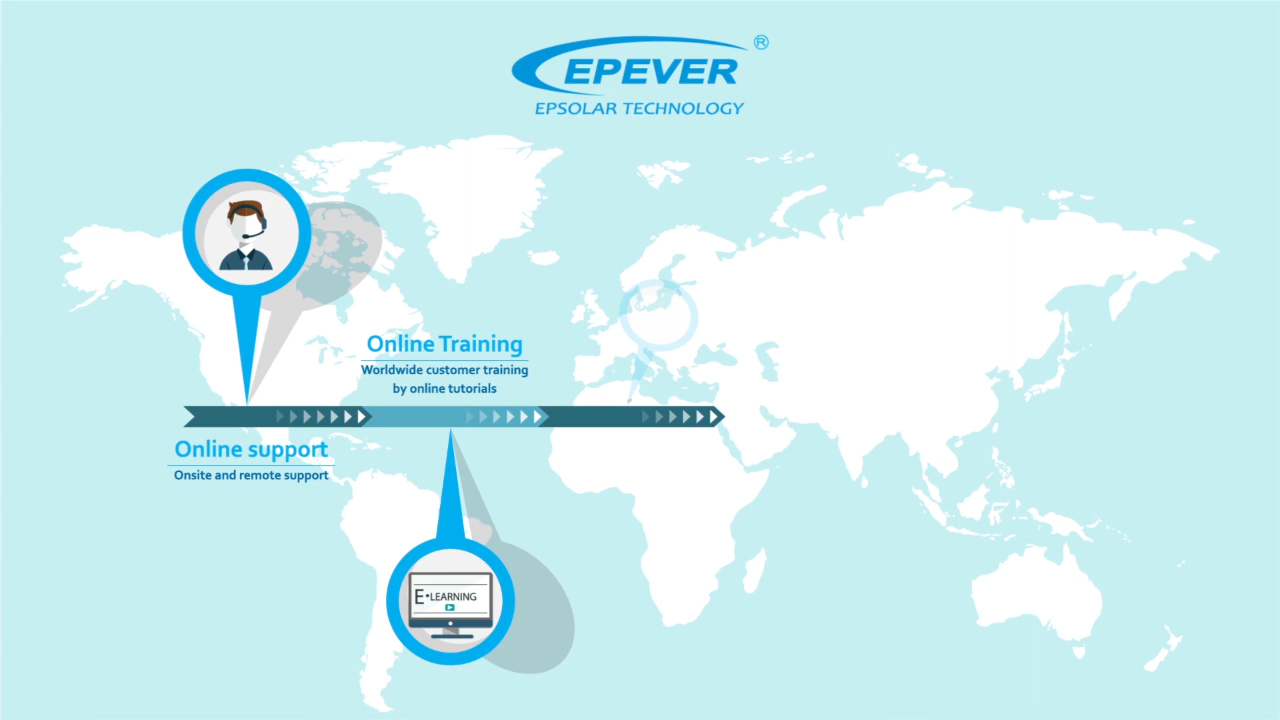 EPEVER®
EPSOLAR TECHNOLOGY
Online Training
Worldwide customer training
by online tutorials
Online support
Onsite and remote support
E•LEARNING